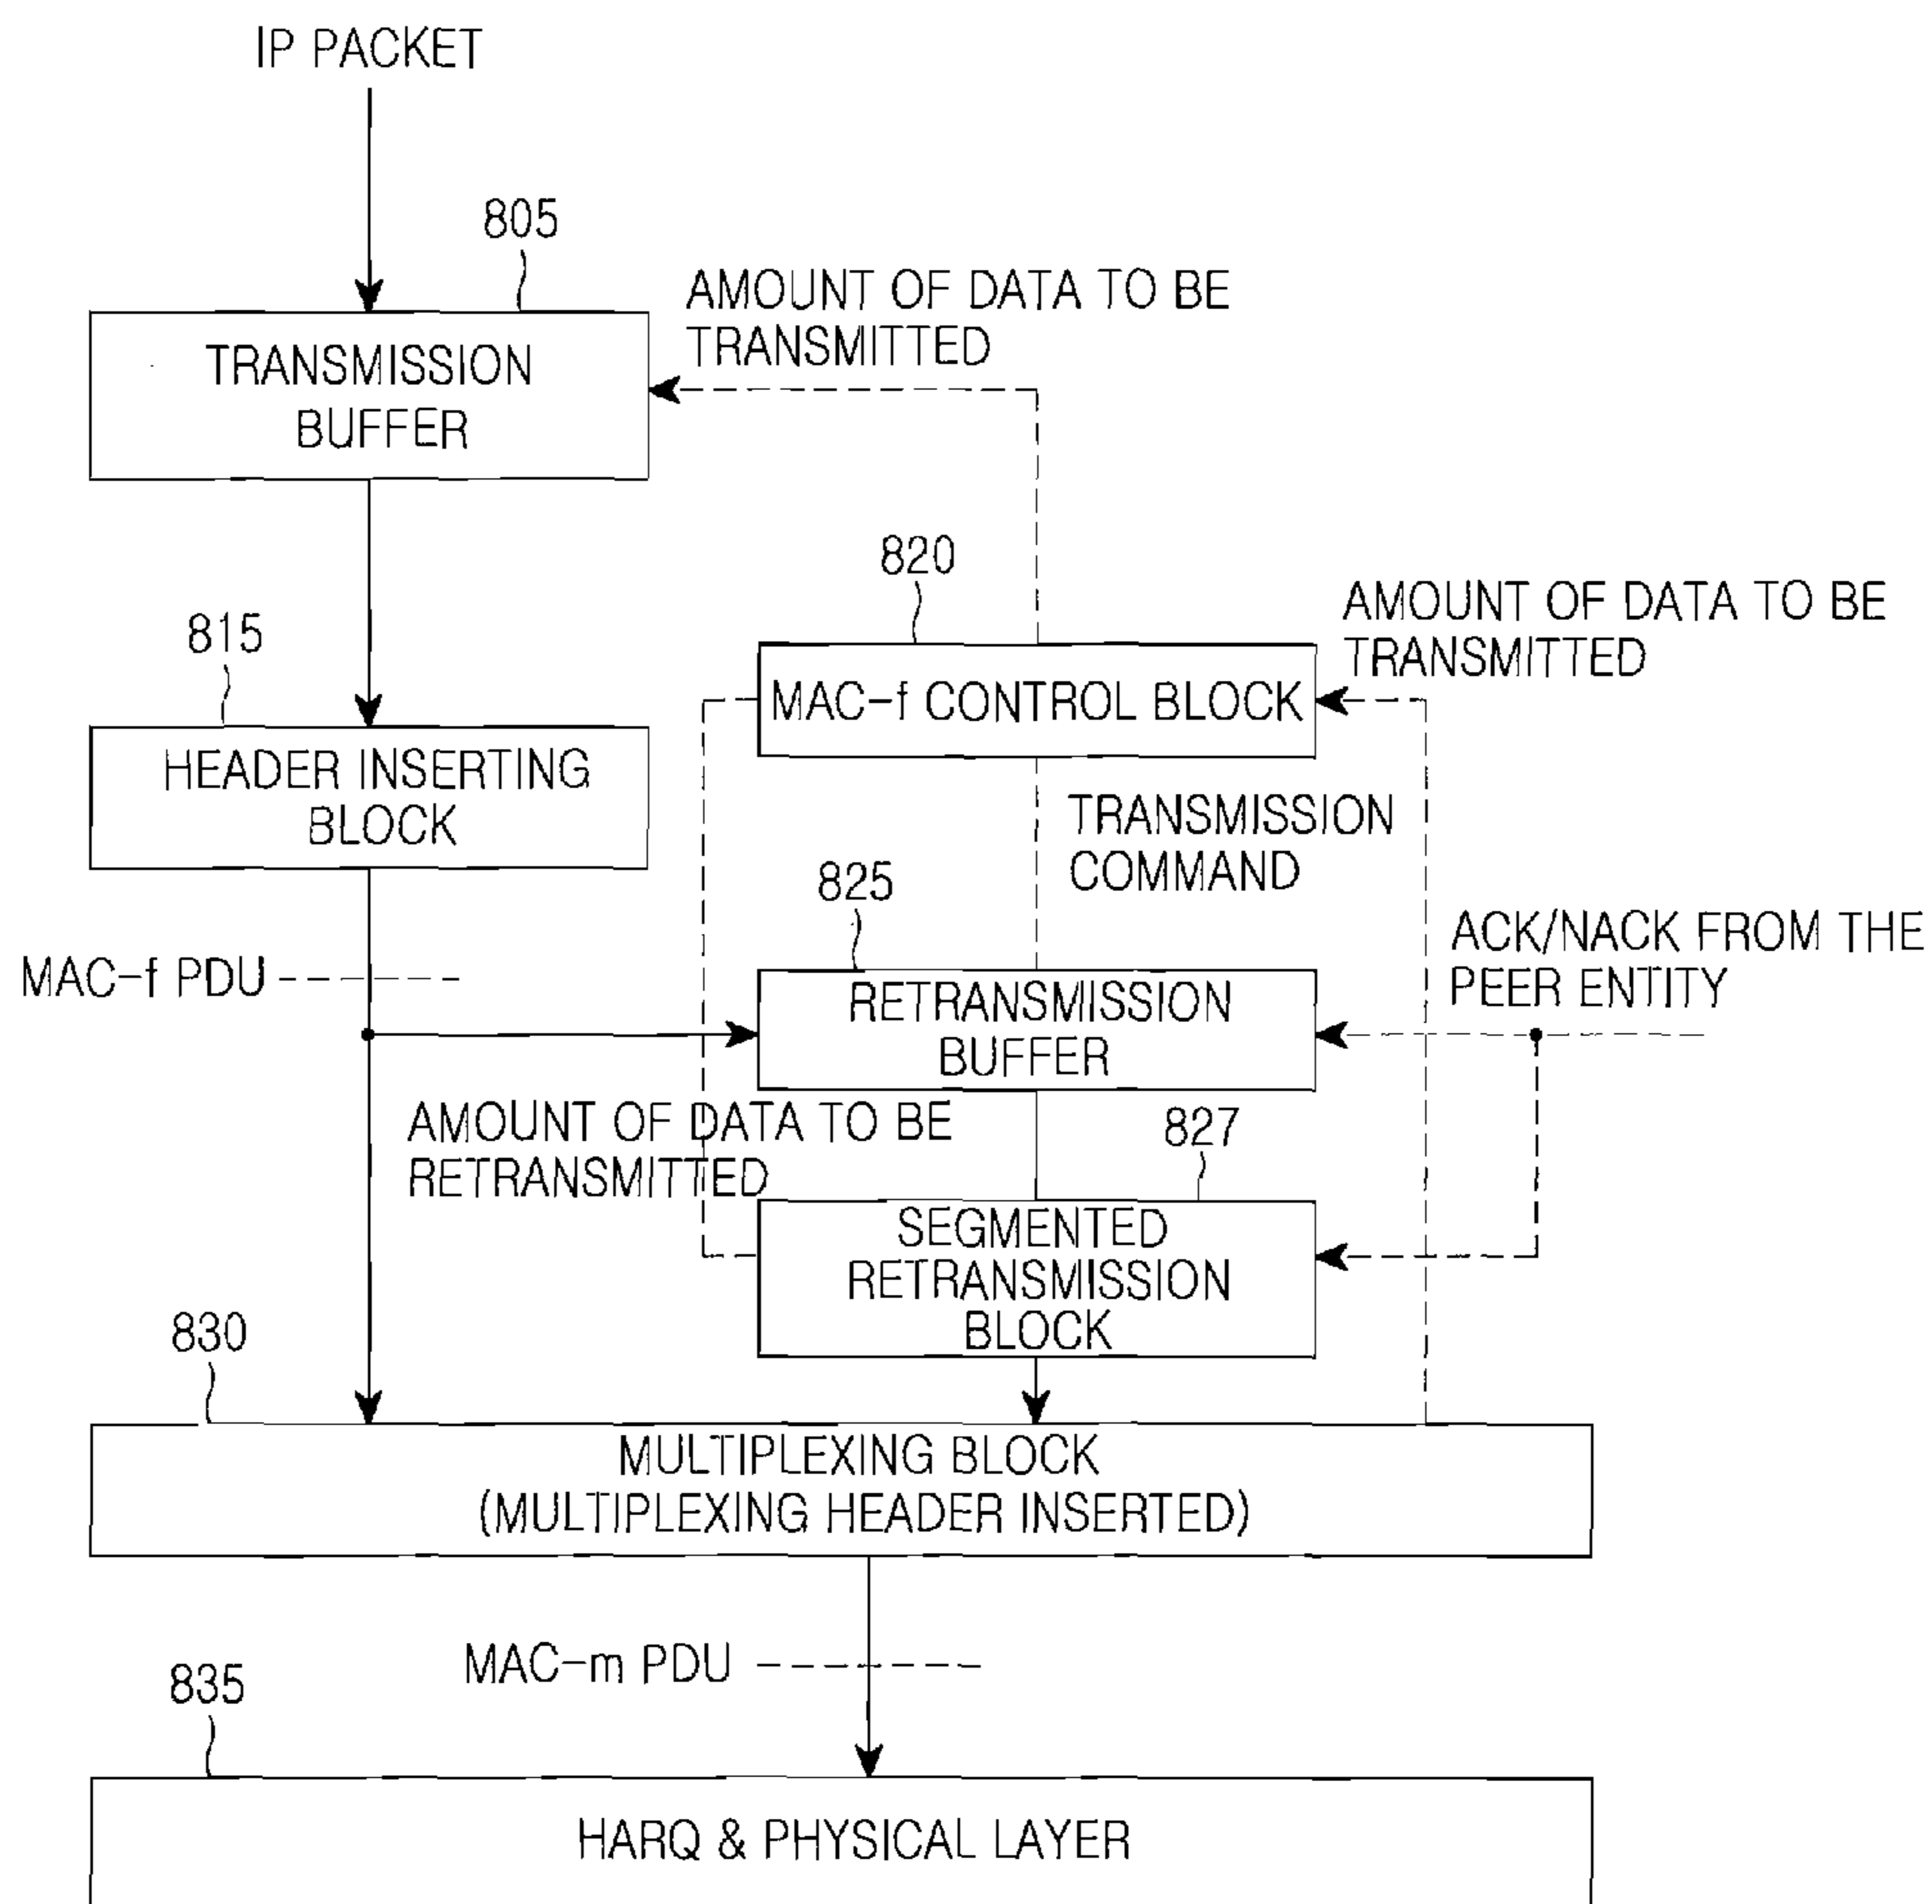 IP PACKET
805
AMOUNT OF DATA TO BE
TRANSMITTED
TRANSMISSION
BUFFER
820
AMOUNT OF DATA TO BE
TRANSMITTED
815
MAC-f CONTROL BLOCK
HEADER INSERTING
BLOCK
TRANSMISSION
COMMAND
825
ACK/NACK FROM THE
PEER ENTITY
MAC-f PDU
RETRANSMISSION
BUFFER
AMOUNT OF DATA TO BE
RETRANSMITTED
827
SEGMENTED
RETRANSMISSION
BLOCK
830
MULTIPLEXING BLOCK
(MULTIPLEXING HEADER INSERTED)
MAC-m PDU
835
HARQ & PHYSICAL LAYER